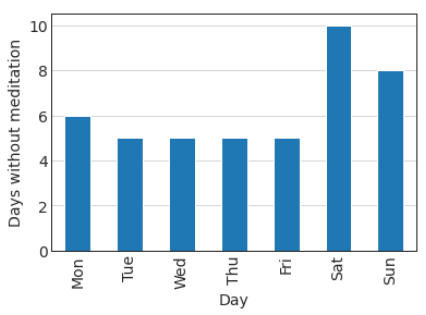 Days without meditation
10
8
6
4
2
0
Mon
Tue
Wed
Thu
Fri
Sat
Sun
Day